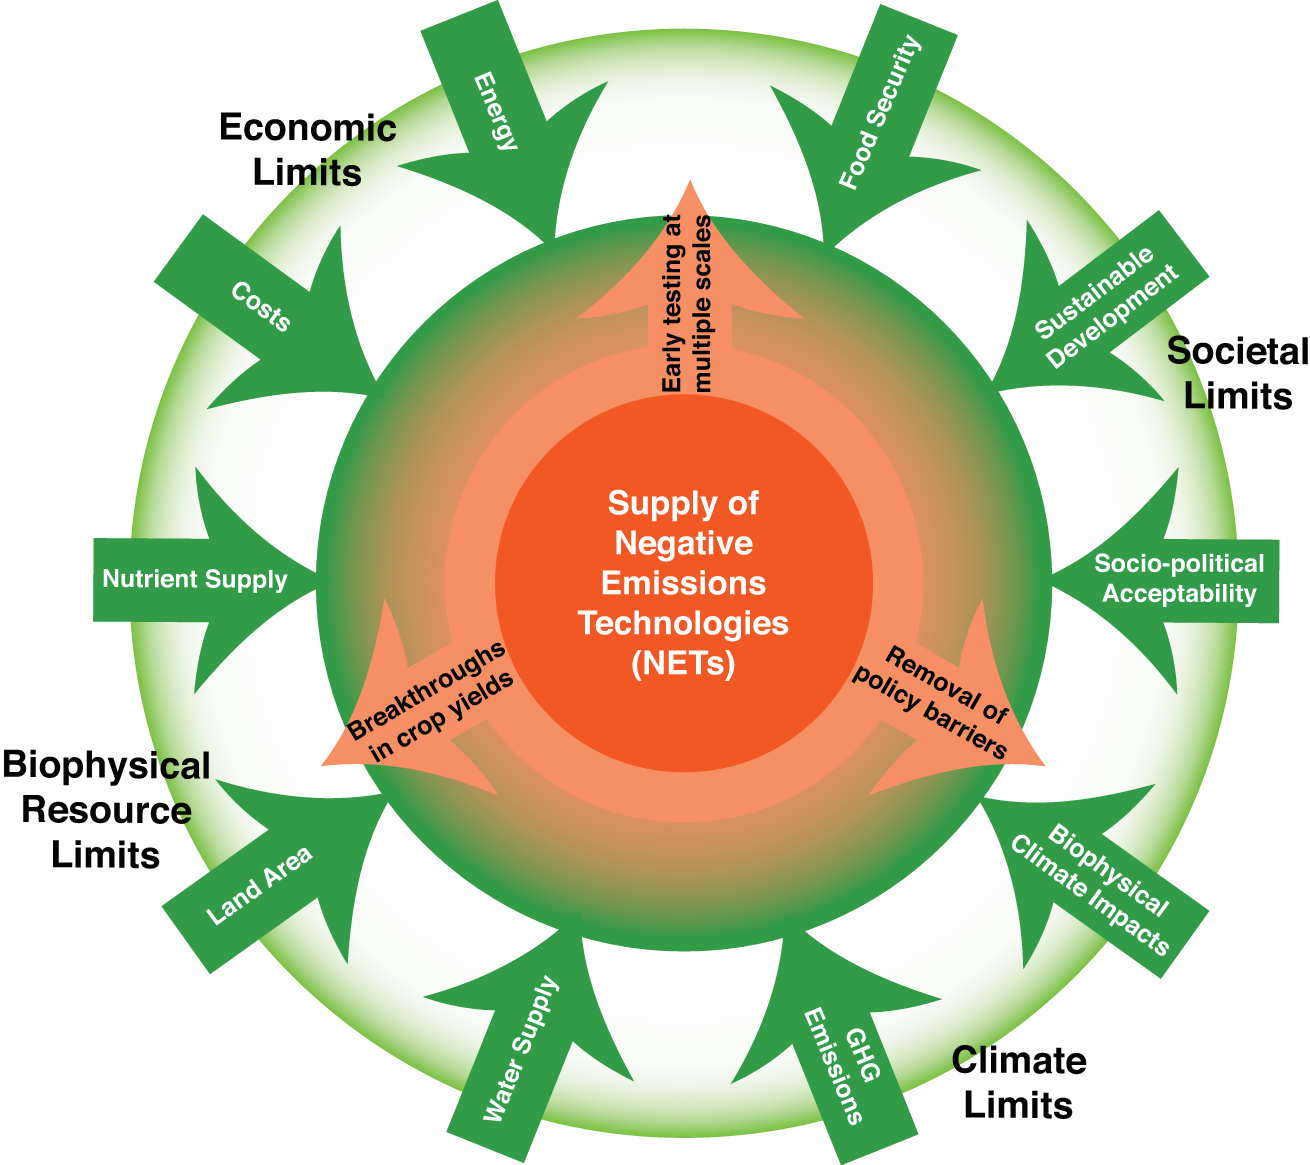 Energy
Food Security
Economic
Limits
Costs
Early testing at
multiple scales
Sustainable
Development
Societal
Limits
Supply of
Negative
Emissions
Technologies
(NETs)
Nutrient Supply
Socio-political
Acceptability
Breakthroughs
in crop yields
Removal of
policy barriers
Biophysical
Resource
Limits
Land Area
Biophysical
Climate Impacts
Water Supply
GHG
Emissions
Climate
Limits